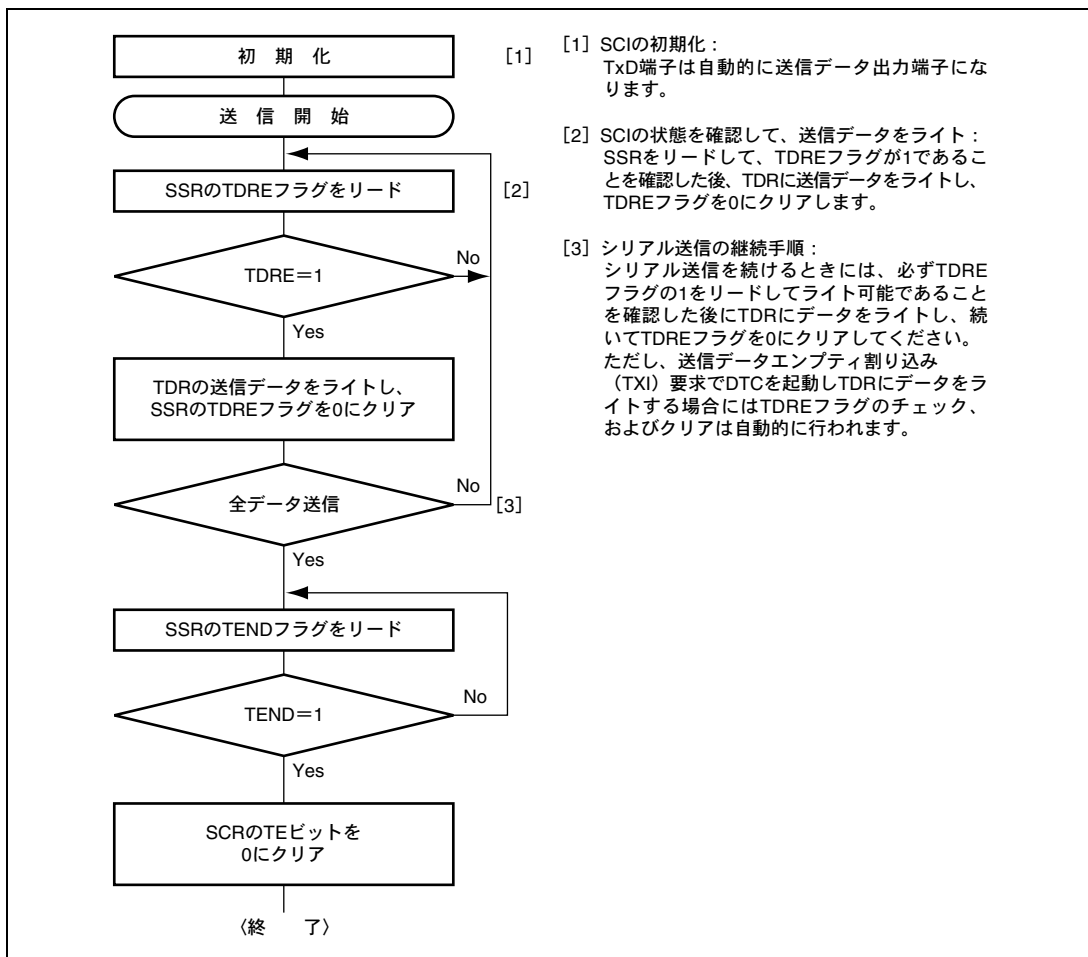 初 期 化
[1]
送 信 開 始
SSRのTDREフラグをリード
[2]
TDRE＝1
No
Yes
TDRの送信データをライトし、
SSRのTDREフラグを0にクリア
全データ送信
No
[3]
Yes
SSRのTENDフラグをリード
TEND＝1
No
Yes
SCRのTEビットを
0にクリア
〈終 了〉
[1] SCIの初期化：
TxD端子は自動的に送信データ出力端子にな
ります。
[2] SCIの状態を確認して、送信データをライト：
SSRをリードして、TDREフラグが1であるこ
とを確認した後、TDRに送信データをライトし、
TDREフラグを0にクリアします。
[3] シリアル送信の継続手順：
シリアル送信を続けるときには、必ずTDRE
フラグの1をリードしてライト可能であること
を確認した後にTDRにデータをライトし、続
いてTDREフラグを0にクリアしてください。
ただし、送信データエンプティ割り込み
（TXI）要求でDTCを起動しTDRにデータをラ
イトする場合にはTDREフラグのチェック、
およびクリアは自動的に行われます。